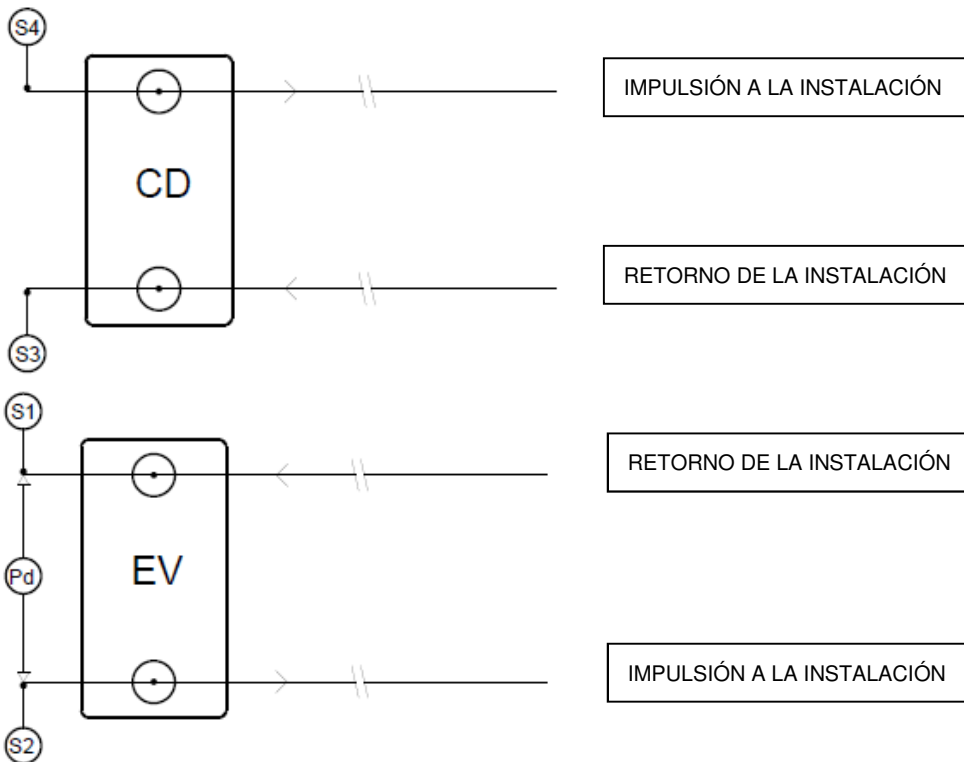 S4
IMPULSIÓN A LA INSTALACIÓN
CD
RETORNO DE LA INSTALACIÓN
S3
S1
RETORNO DE LA INSTALACIÓN
Pd
EV
IMPULSIÓN A LA INSTALACIÓN
S2